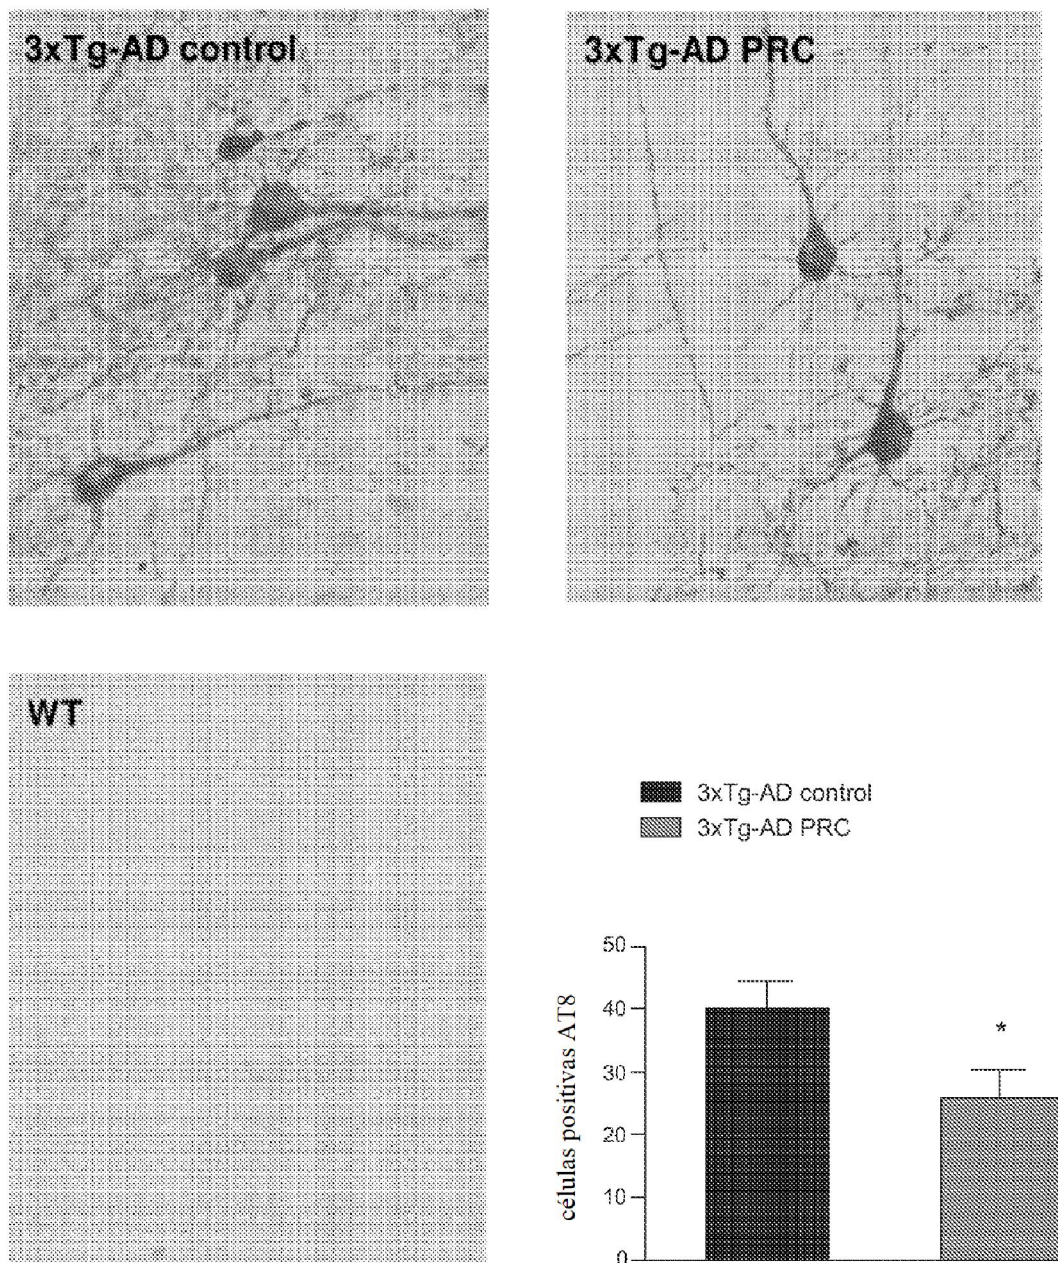 3xTg-AD control
3xTg-AD PRC
WT
3xTg-AD control
3xTg-AD PRC
células positivas AT8
50
40
30
20
10
0
*